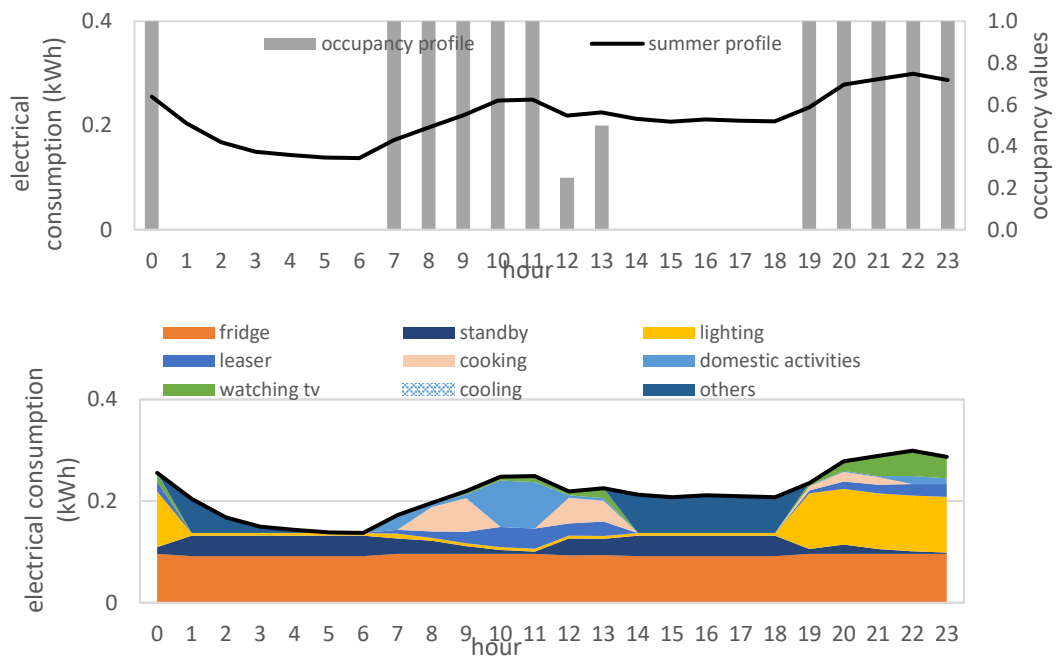 0.4
0.2
0
electrical
consumption (kWh)
occupancy profile
summer profile
1.0
0.8
0.6
0.4
0.2
0.0
occupancy values
0 1 2 3 4 5 6 7 8 9 10 11 12 13 14 15 16 17 18 19 20 21 22 23
hour
fridge standby lighting
leaser cooking domestic activities
watching tv cooling others
electrical consumption
(kWh)
0.4
0.2
0
0 1 2 3 4 5 6 7 8 9 10 11 12 13 14 15 16 17 18 19 20 21 22 23
hour